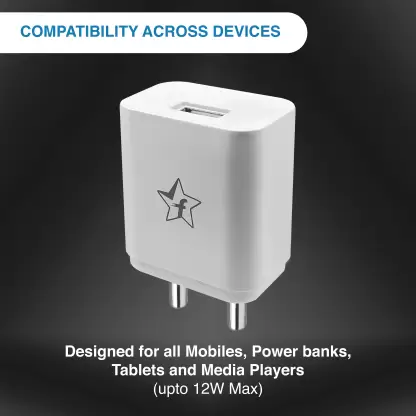 COMPATIBILITY ACROSS DEVICES
f
Designed for all Mobiles, Power banks,
Tablets and Media Players
(upto 12W Max)